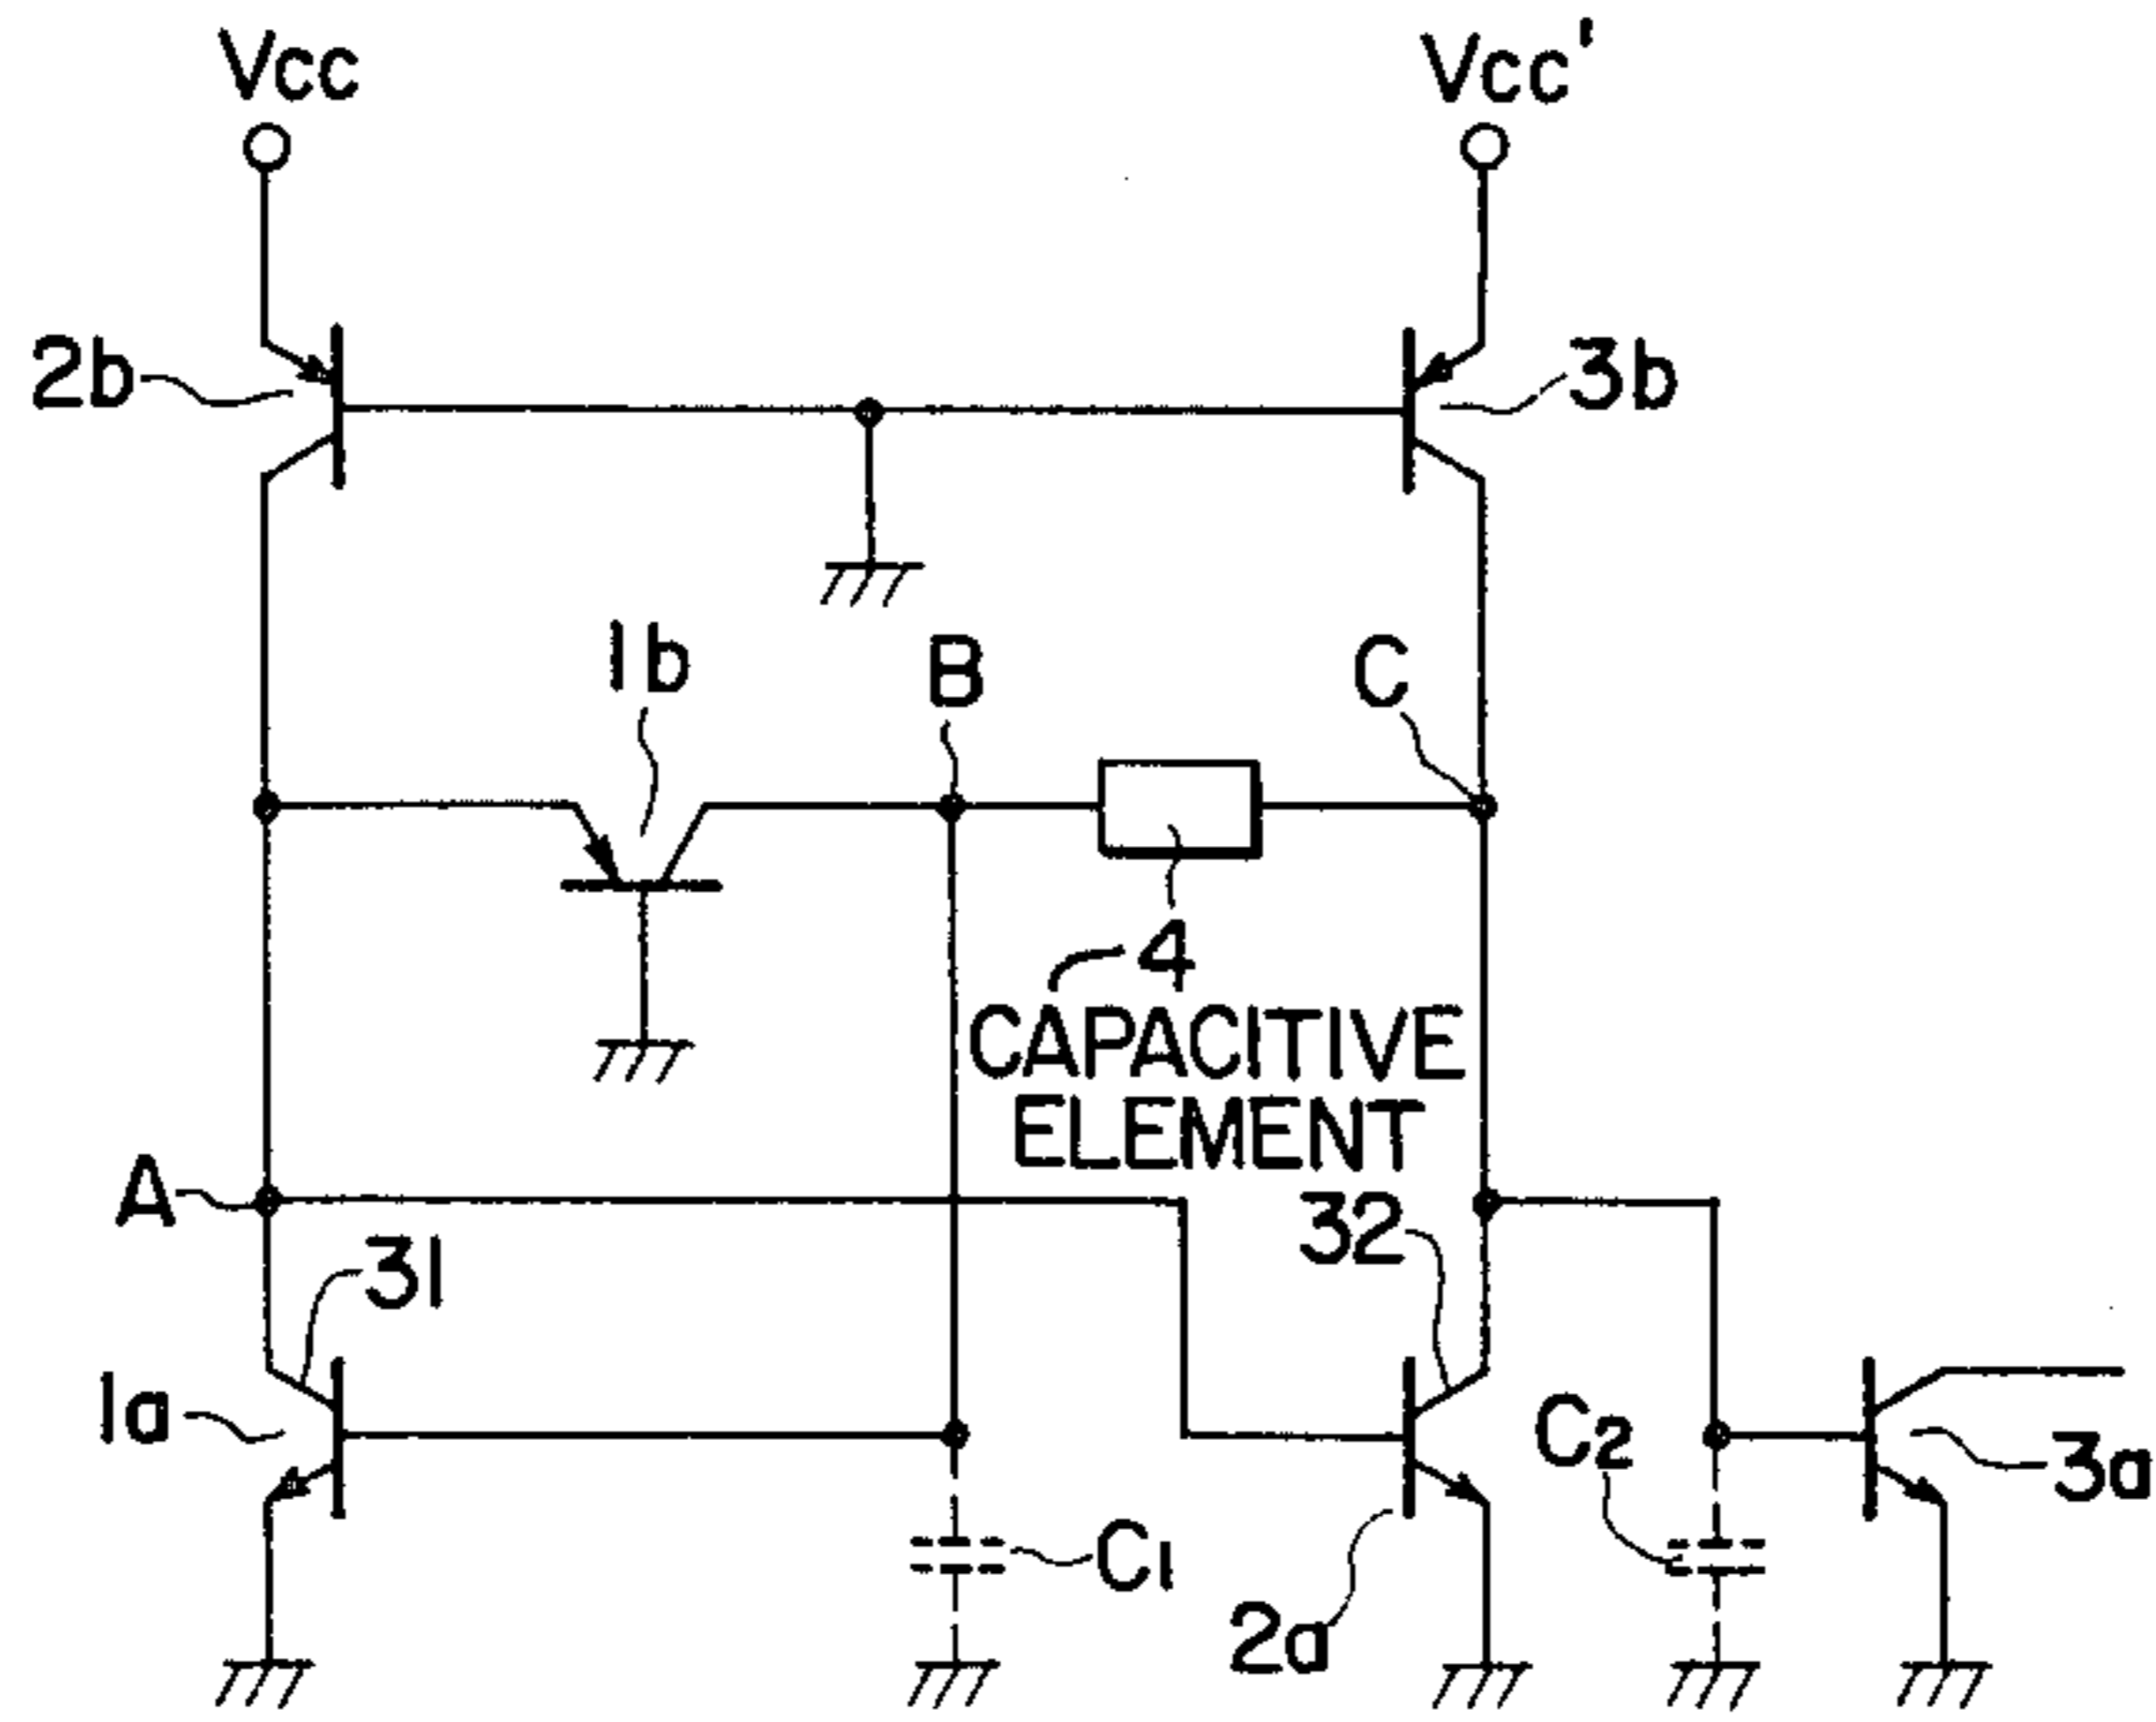 Vcc
Vcc'
2b
3b
1b
B
C
4
CAPACITIVE
ELEMENT
A
31
32
1a
C2
3a
C1
2a